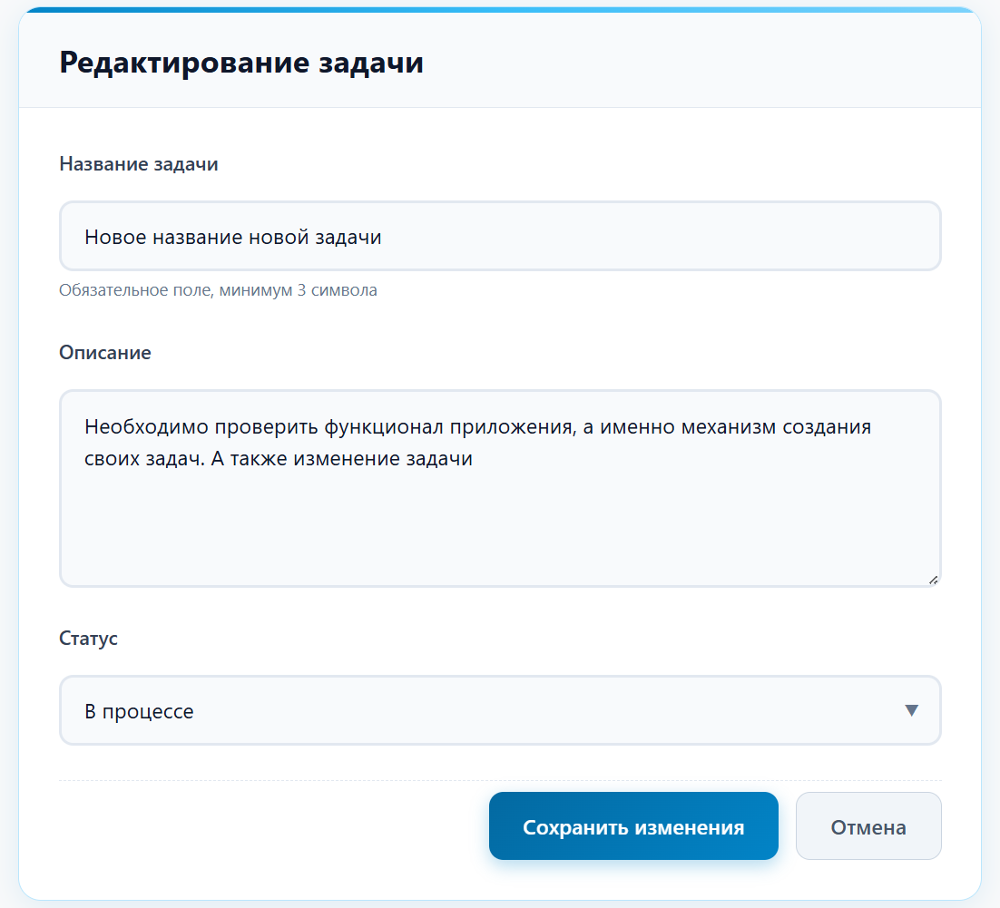 Редактирование задачи
Название задачи
Новое название новой задачи
Обязательное поле, минимум 3 символа
Описание
Необходимо проверить функционал приложения, а именно механизм создания
своих задач. А также изменение задачи
Статус
В процессе
Сохранить изменения
Отмена